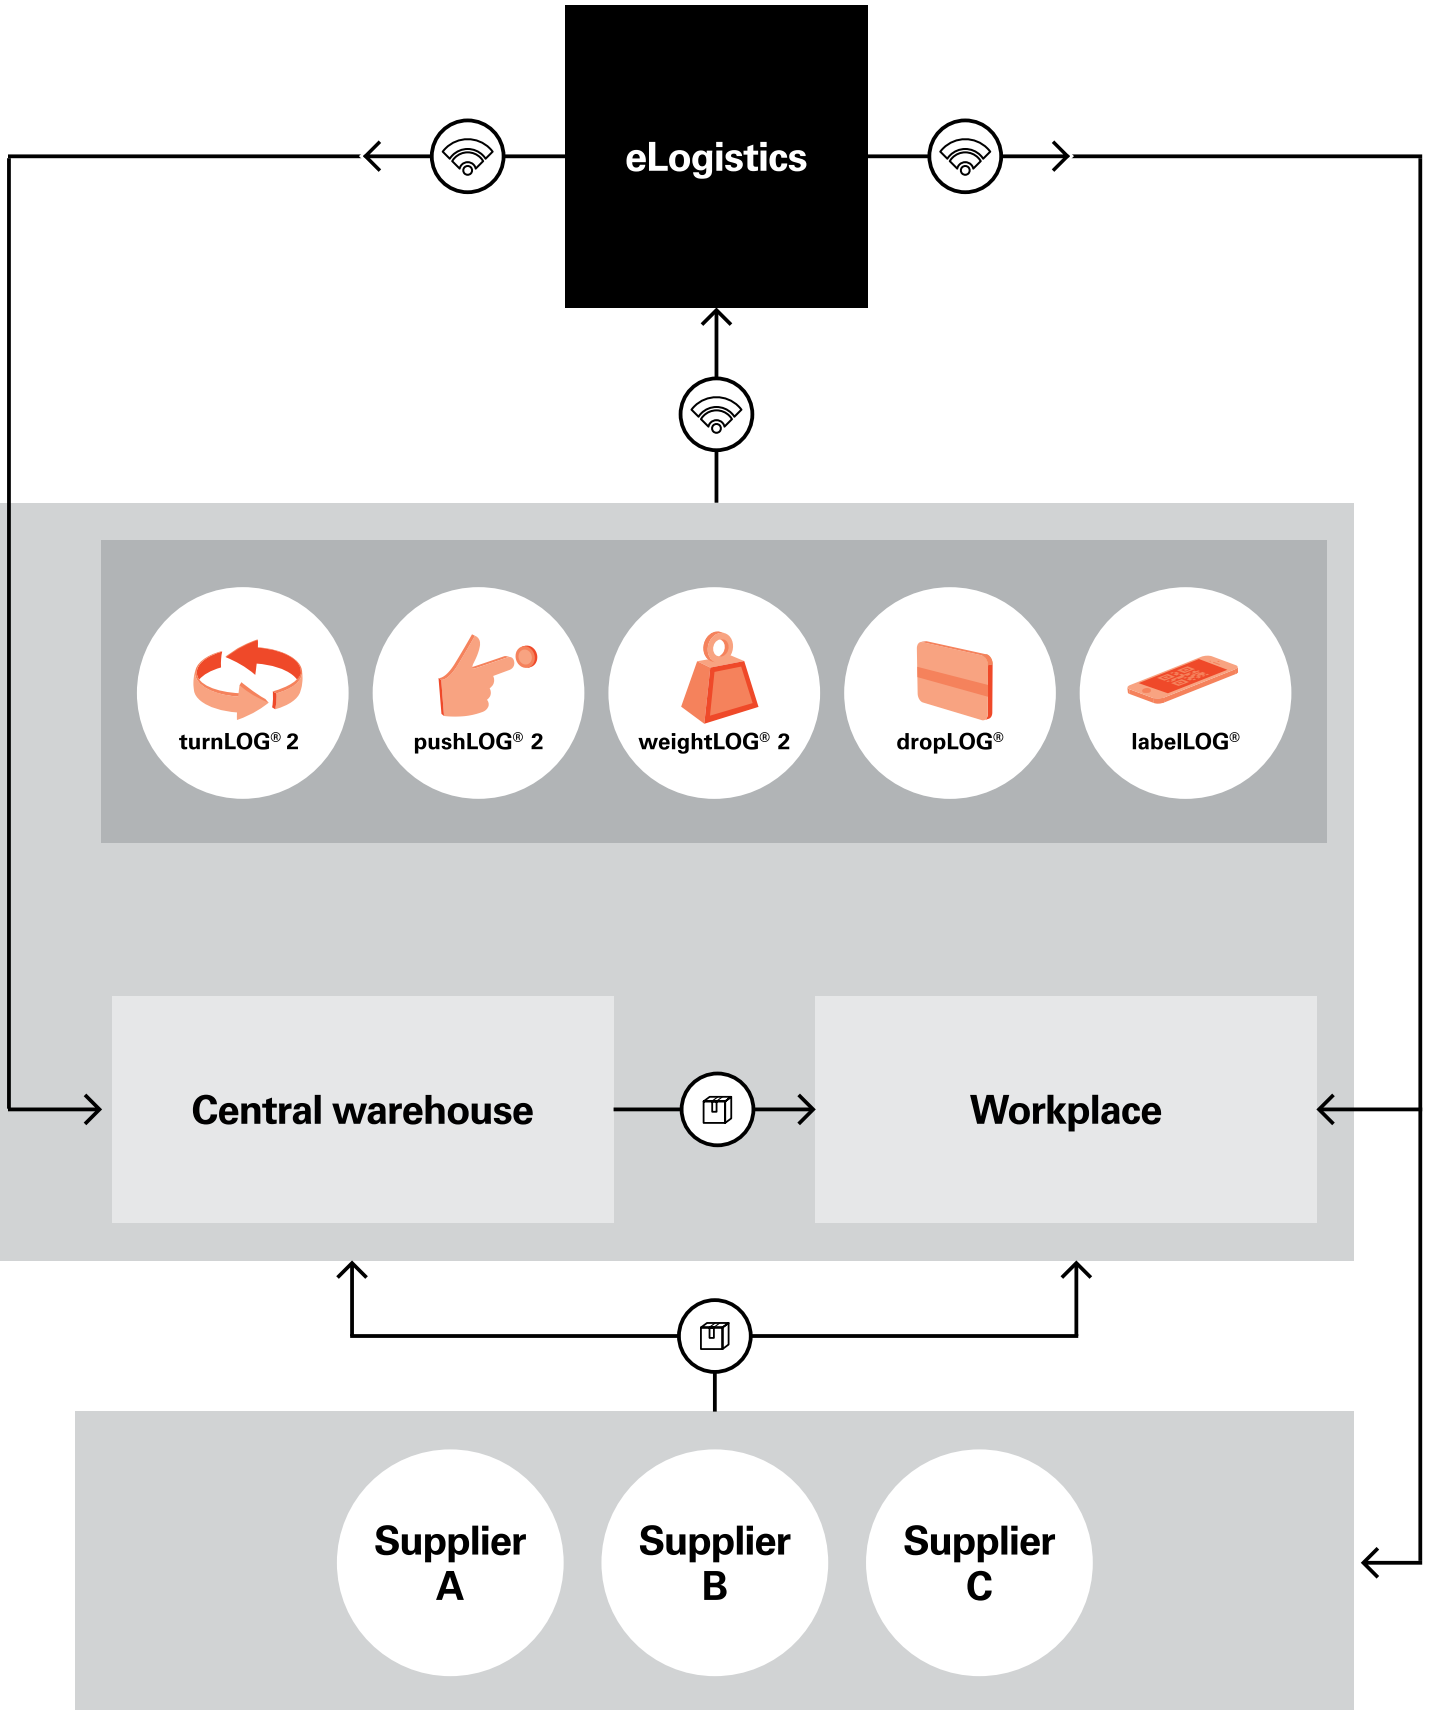 eLogistics
turnLOG® 2
pushLOG® 2
weightLOG® 2
dropLOG®
labelLOG®
Central warehouse
Workplace
Supplier
A
Supplier
B
Supplier
C